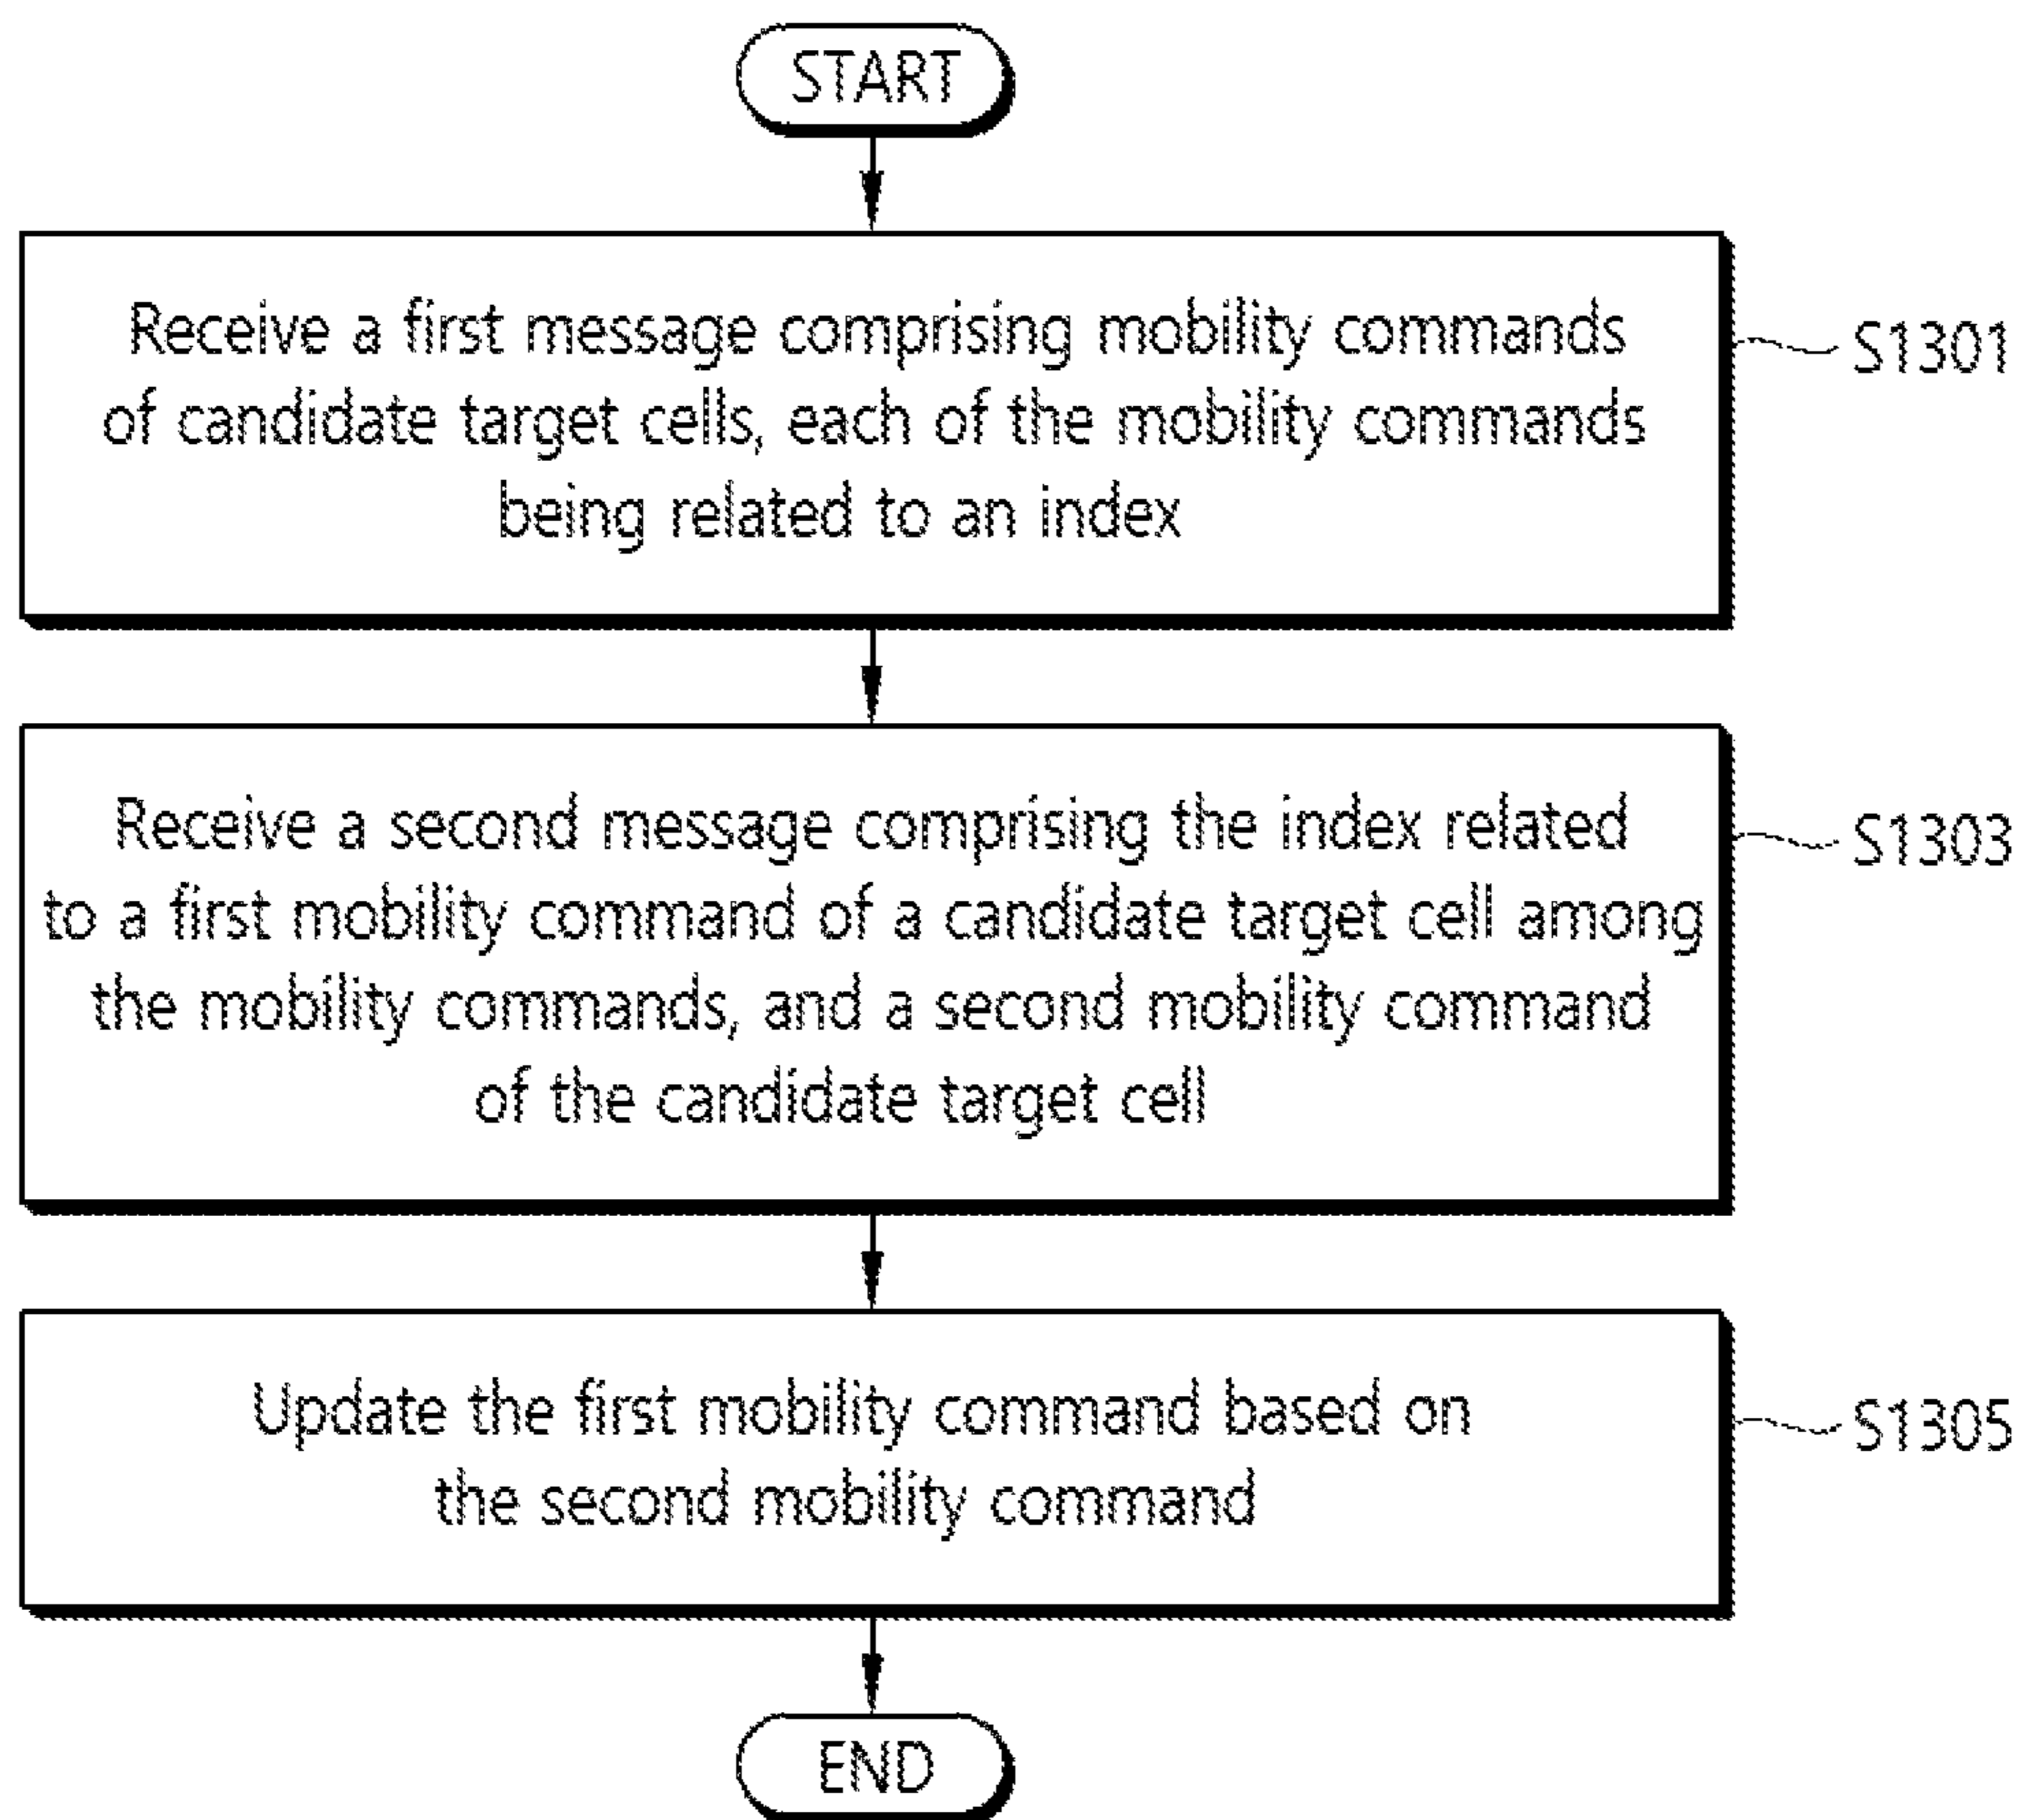 START
Receive a first message comprising mobility commands
of candidate target cells, each of the mobility commands
being related to an index
S1301
Receive a second message comprising the index related
to a first mobility command of a candidate target cell among
the mobility commands, and a second mobility command
of the candidate target cell
S1303
Update the first mobility command based on
the second mobility command
S1305
END